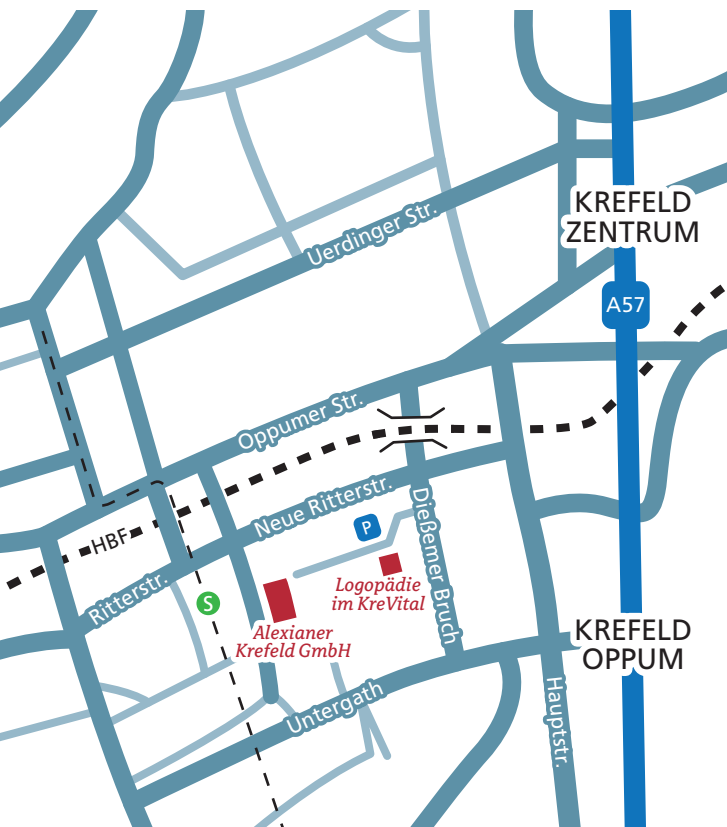 KREFELD
ZENTRUM
Uerdinger Str.
A57
Oppumer Str.
Neue Ritterstr.
Dießemer Bruch
P
HBF
Ritterstr.
S
Logopädie
im KreVital
Alexianer
Krefeld GmbH
KREFELD
OPPUM
Untergath
Hauptstr.